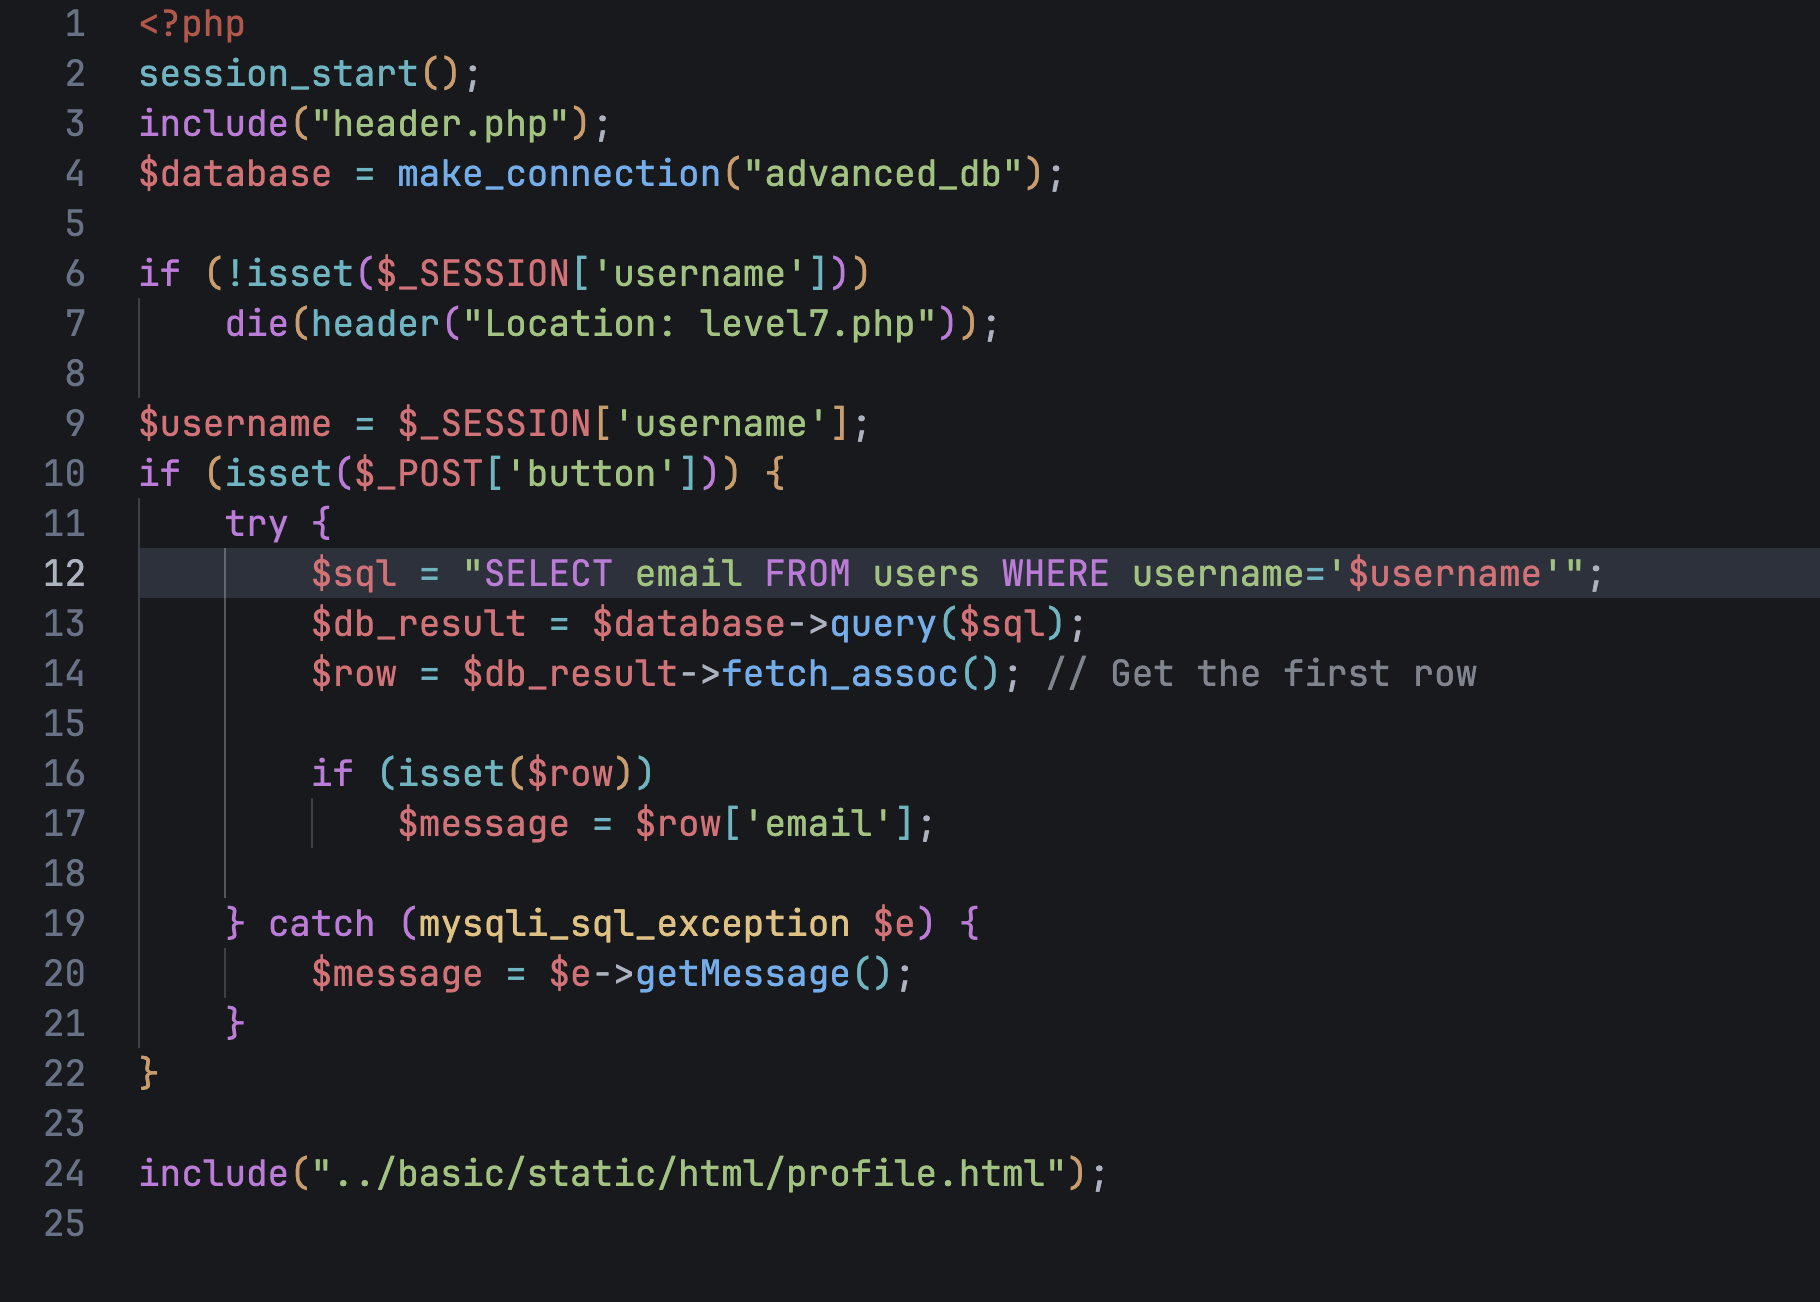 1 <?php
2 session_start();
3 include("header.php");
4 $database = make_connection("advanced_db");
5
6 if (!isset($_SESSION['username']))
7     die(header("Location: level7.php"));
8
9 $username = $_SESSION['username'];
10 if (isset($_POST['button'])) {
11     try {
12         $sql = "SELECT email FROM users WHERE username='$username'";
13         $db_result = $database->query($sql);
14         $row = $db_result->fetch_assoc(); // Get the first row
15
16         if (isset($row))
17             $message = $row['email'];
18
19     } catch (mysqli_sql_exception $e) {
20         $message = $e->getMessage();
21     }
22 }
23
24 include("../basic/static/html/profile.html");
25